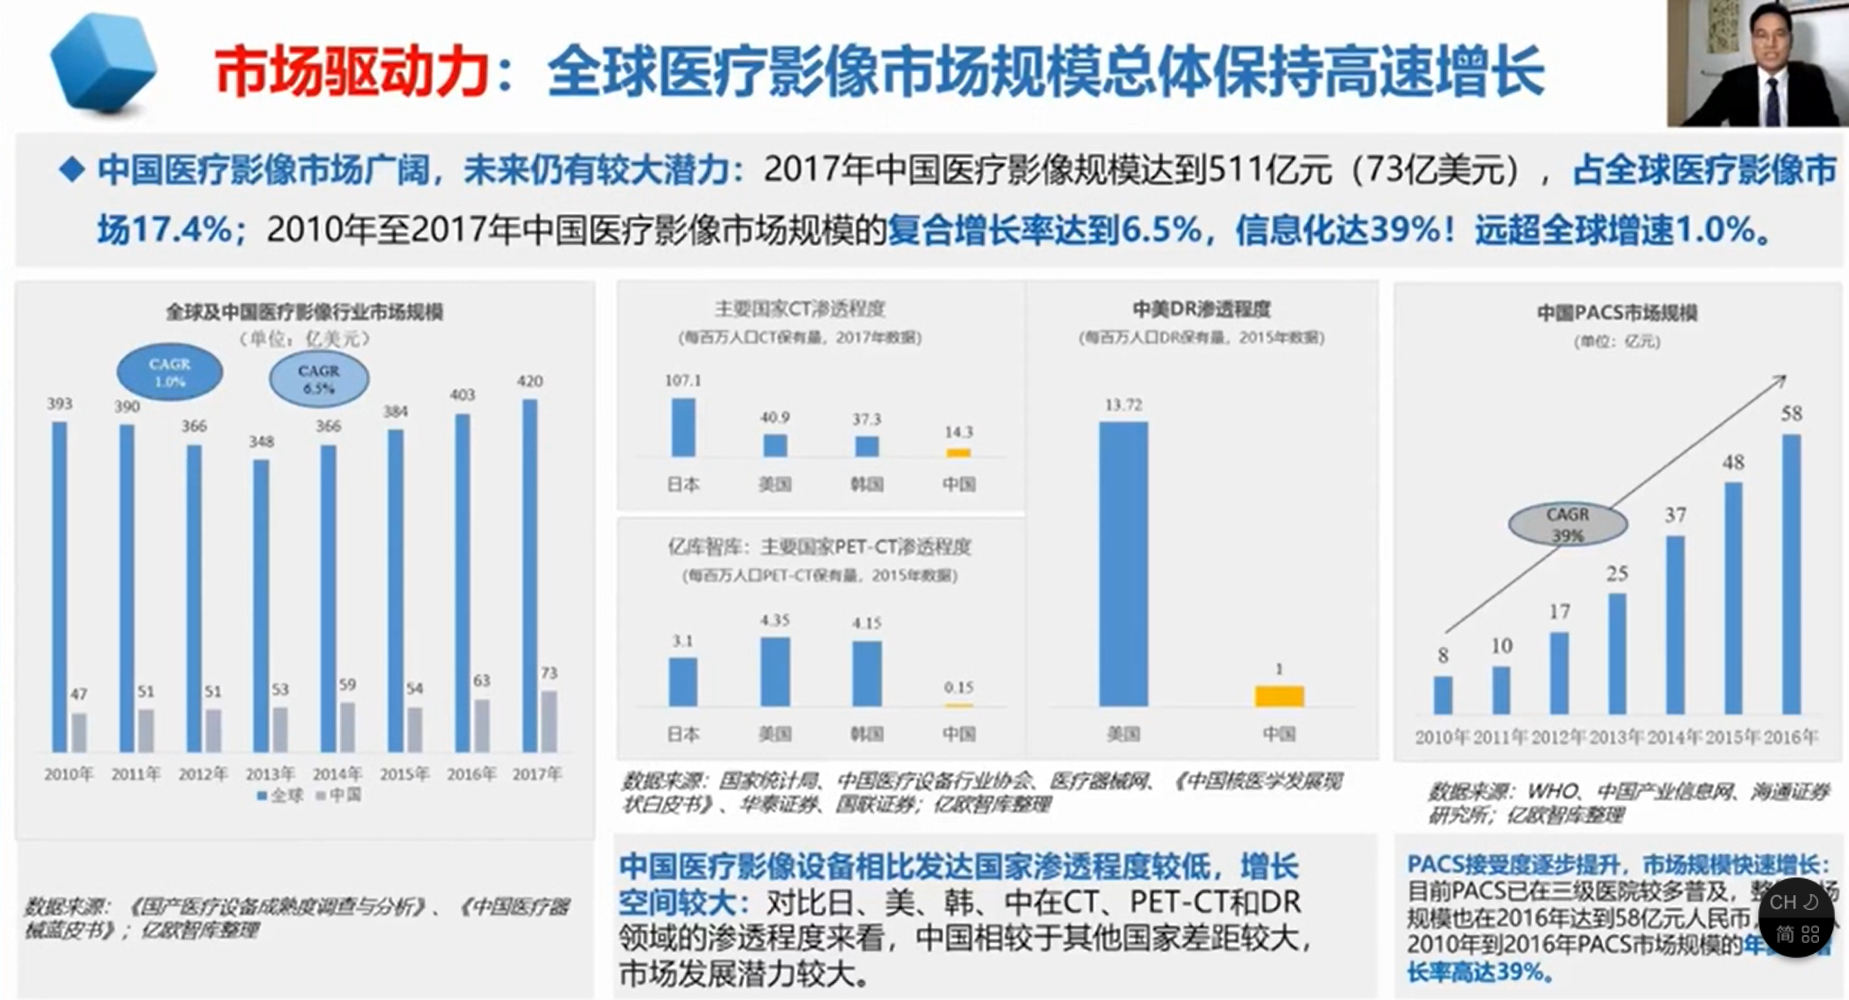 市场驱动力：全球医疗影像市场规模总体保持高速增长
◆ 中国医疗影像市场广阔，未来仍有较大潜力：2017年中国医疗影像规模达到511亿元（73亿美元），占全球医疗影像市
场17.4%；2010年至2017年中国医疗影像市场规模的复合增长率达到6.5%，信息化达39%！远超全球增速1.0%。
全球及中国医疗影像行业市场规模
（单位：亿美元）
CAGR
1.0%
CAGR
6.5%
393 390 366 348 366 384 403 420
47 51 51 53 59 54 63 73
2010年 2011年 2012年 2013年 2014年 2015年 2016年 2017年
全球 中国
数据来源：《国产医疗设备成熟度调查与分析》、《中国医疗器
械蓝皮书》；亿欧智库整理
主要国家CT渗透程度
(每百万人口CT保有量，2017年数据)
107.1 40.9 37.3 14.3
日本 美国 韩国 中国
亿库智库：主要国家PET-CT渗透程度
(每百万人口PET-CT保有量，2015年数据)
3.1 4.35 4.15 0.15
日本 美国 韩国 中国
中美DR渗透程度
(每百万人口DR保有量，2015年数据)
13.72 1
美国 中国
数据来源：国家统计局、中国医疗设备行业协会、医疗器械网、《中国核医学发展现
状白皮书》、华泰证券、国联证券；亿欧智库整理
中国医疗影像设备相比发达国家渗透程度较低，增长
空间较大：对比日、美、韩、中在CT、PET-CT和DR
领域的渗透程度来看，中国相较于其他国家差距较大，
市场发展潜力较大。
中国PACS市场规模
(单位：亿元)
CAGR
39%
8 10 17 25 37 48 58
2010年 2011年 2012年 2013年 2014年 2015年 2016年
数据来源：WHO、中国产业信息网、海通证券
研究所；亿欧智库整理
PACS接受度逐步提升，市场规模快速增长：
目前PACS已在三级医院较多普及，整 场
规模也在2016年达到58亿元人民币
2010年到2016年PACS市场规模的年 增
长率高达39%。
CH
简